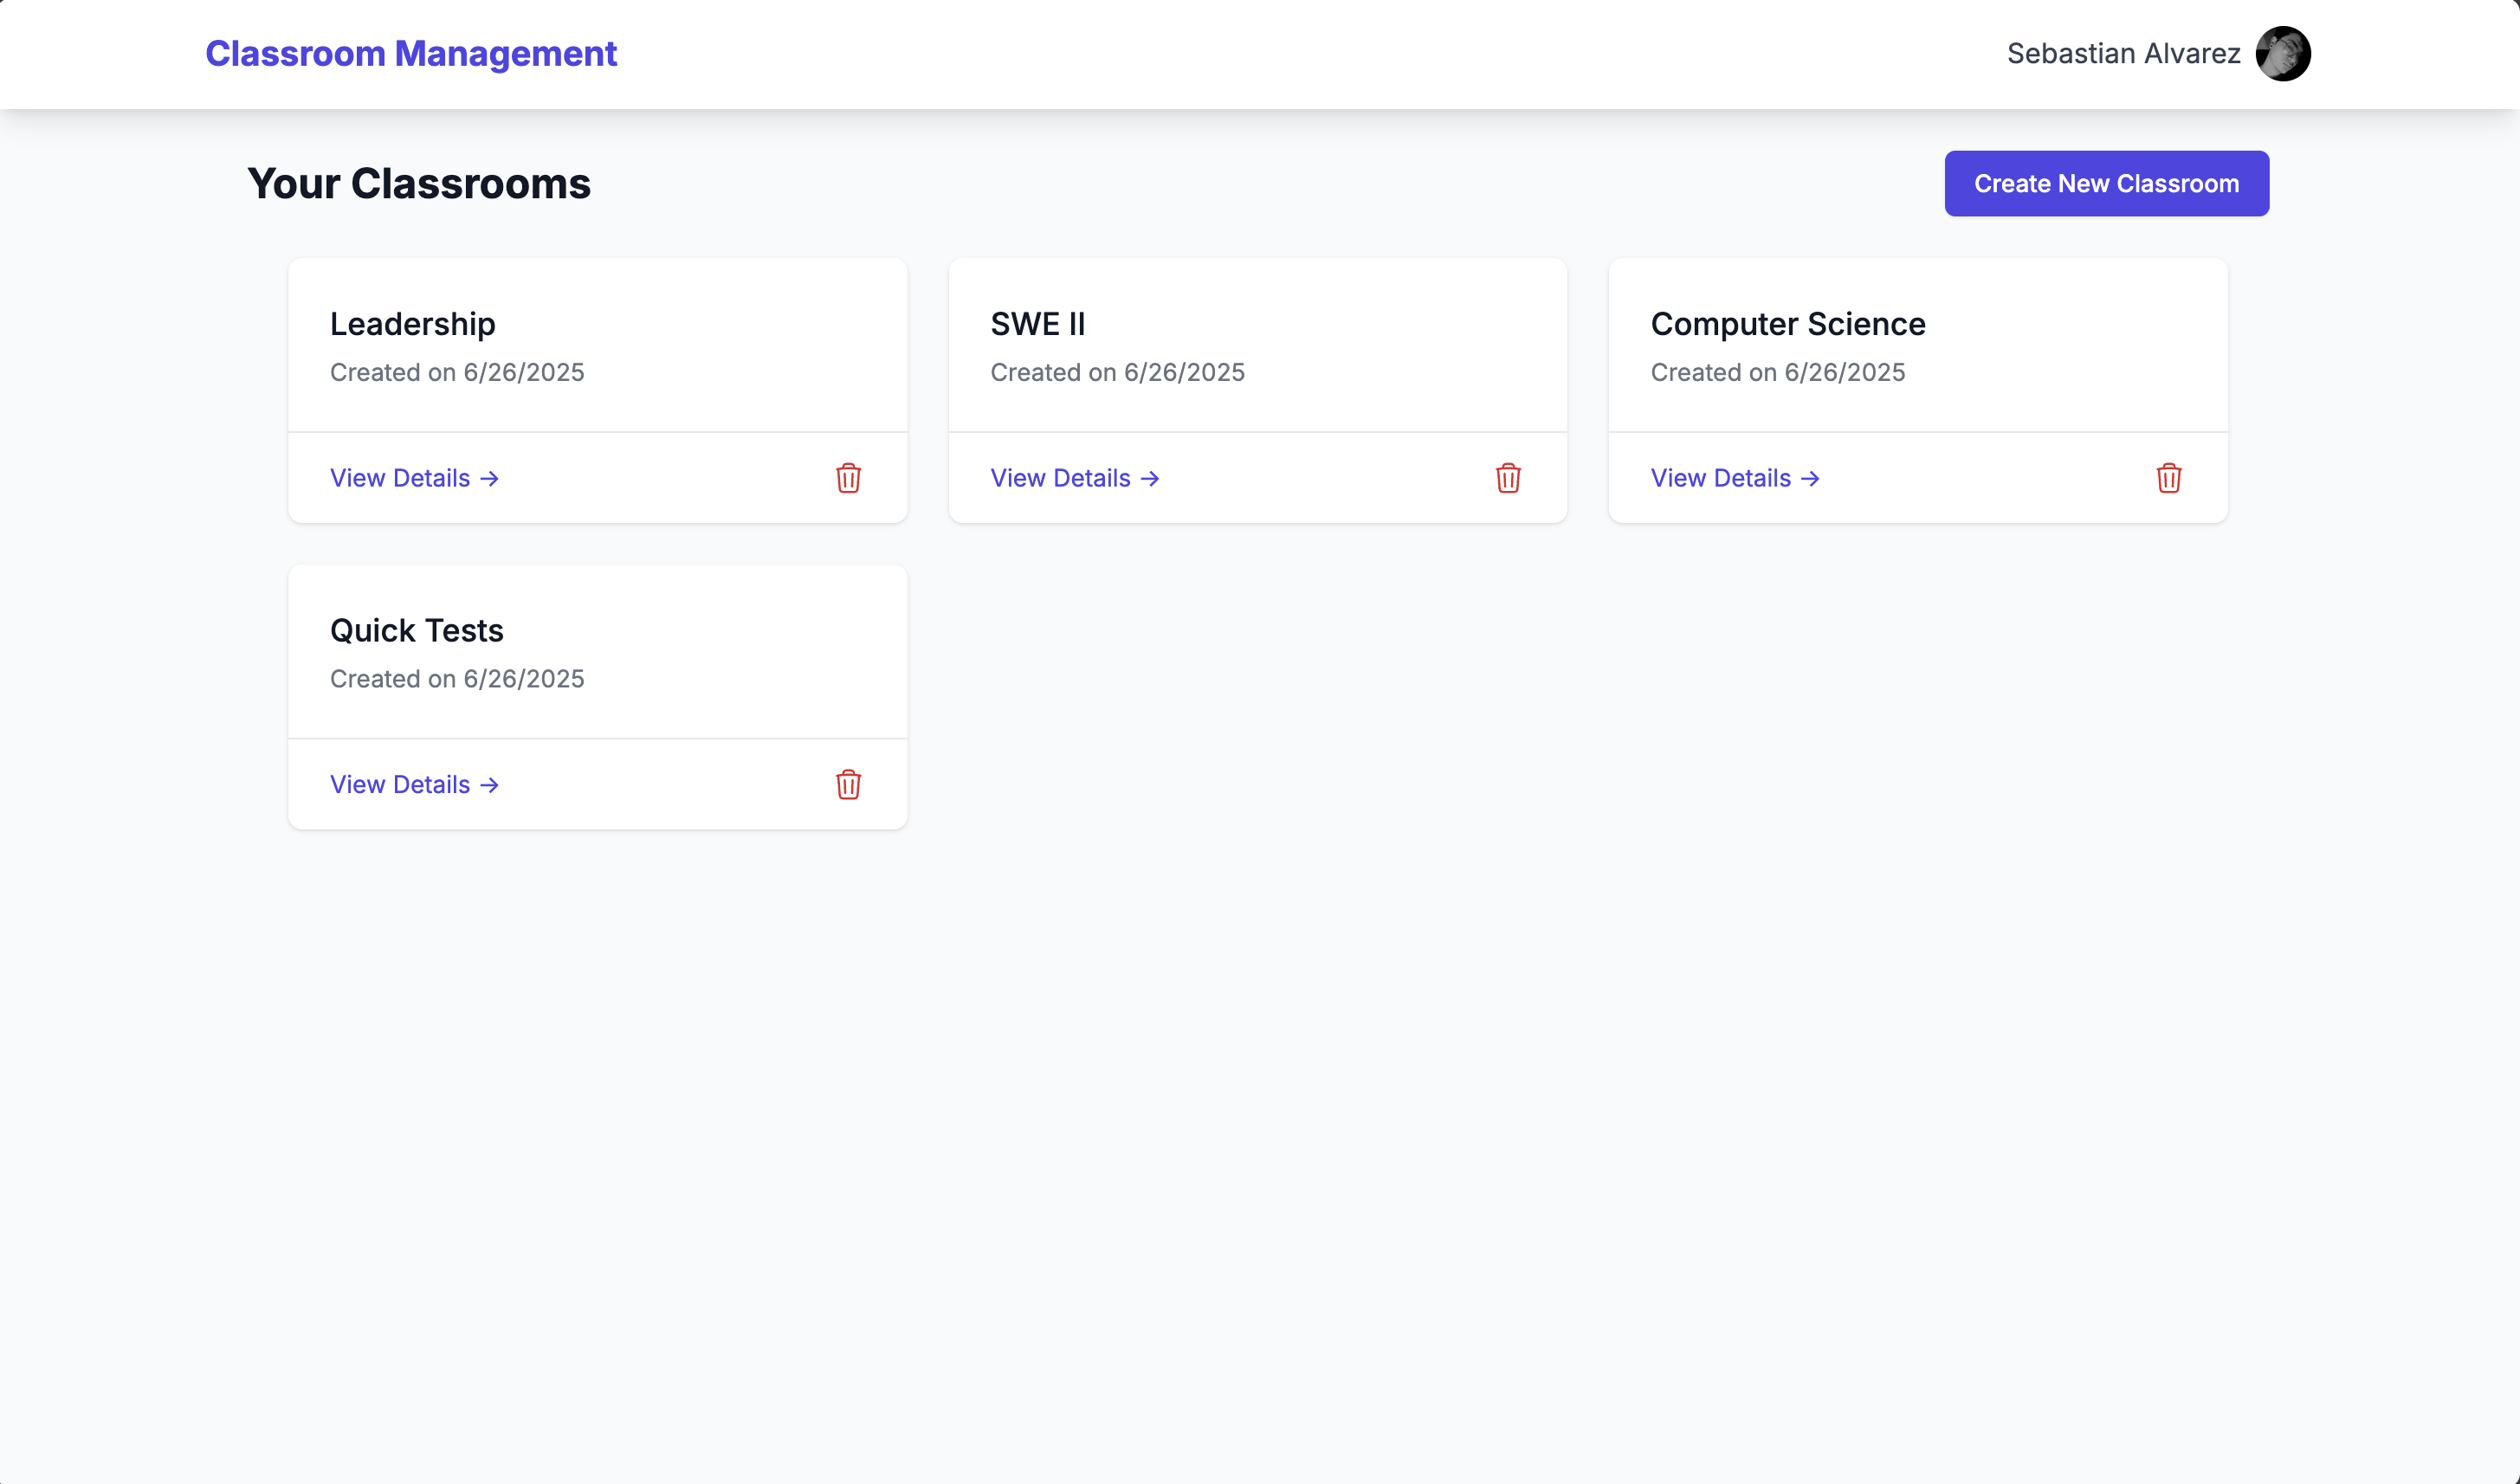 Classroom Management
Sebastian Alvarez
Your Classrooms
Create New Classroom
Leadership
Created on 6/26/2025
View Details →
SWE II
Created on 6/26/2025
View Details →
Computer Science
Created on 6/26/2025
View Details →
Quick Tests
Created on 6/26/2025
View Details →